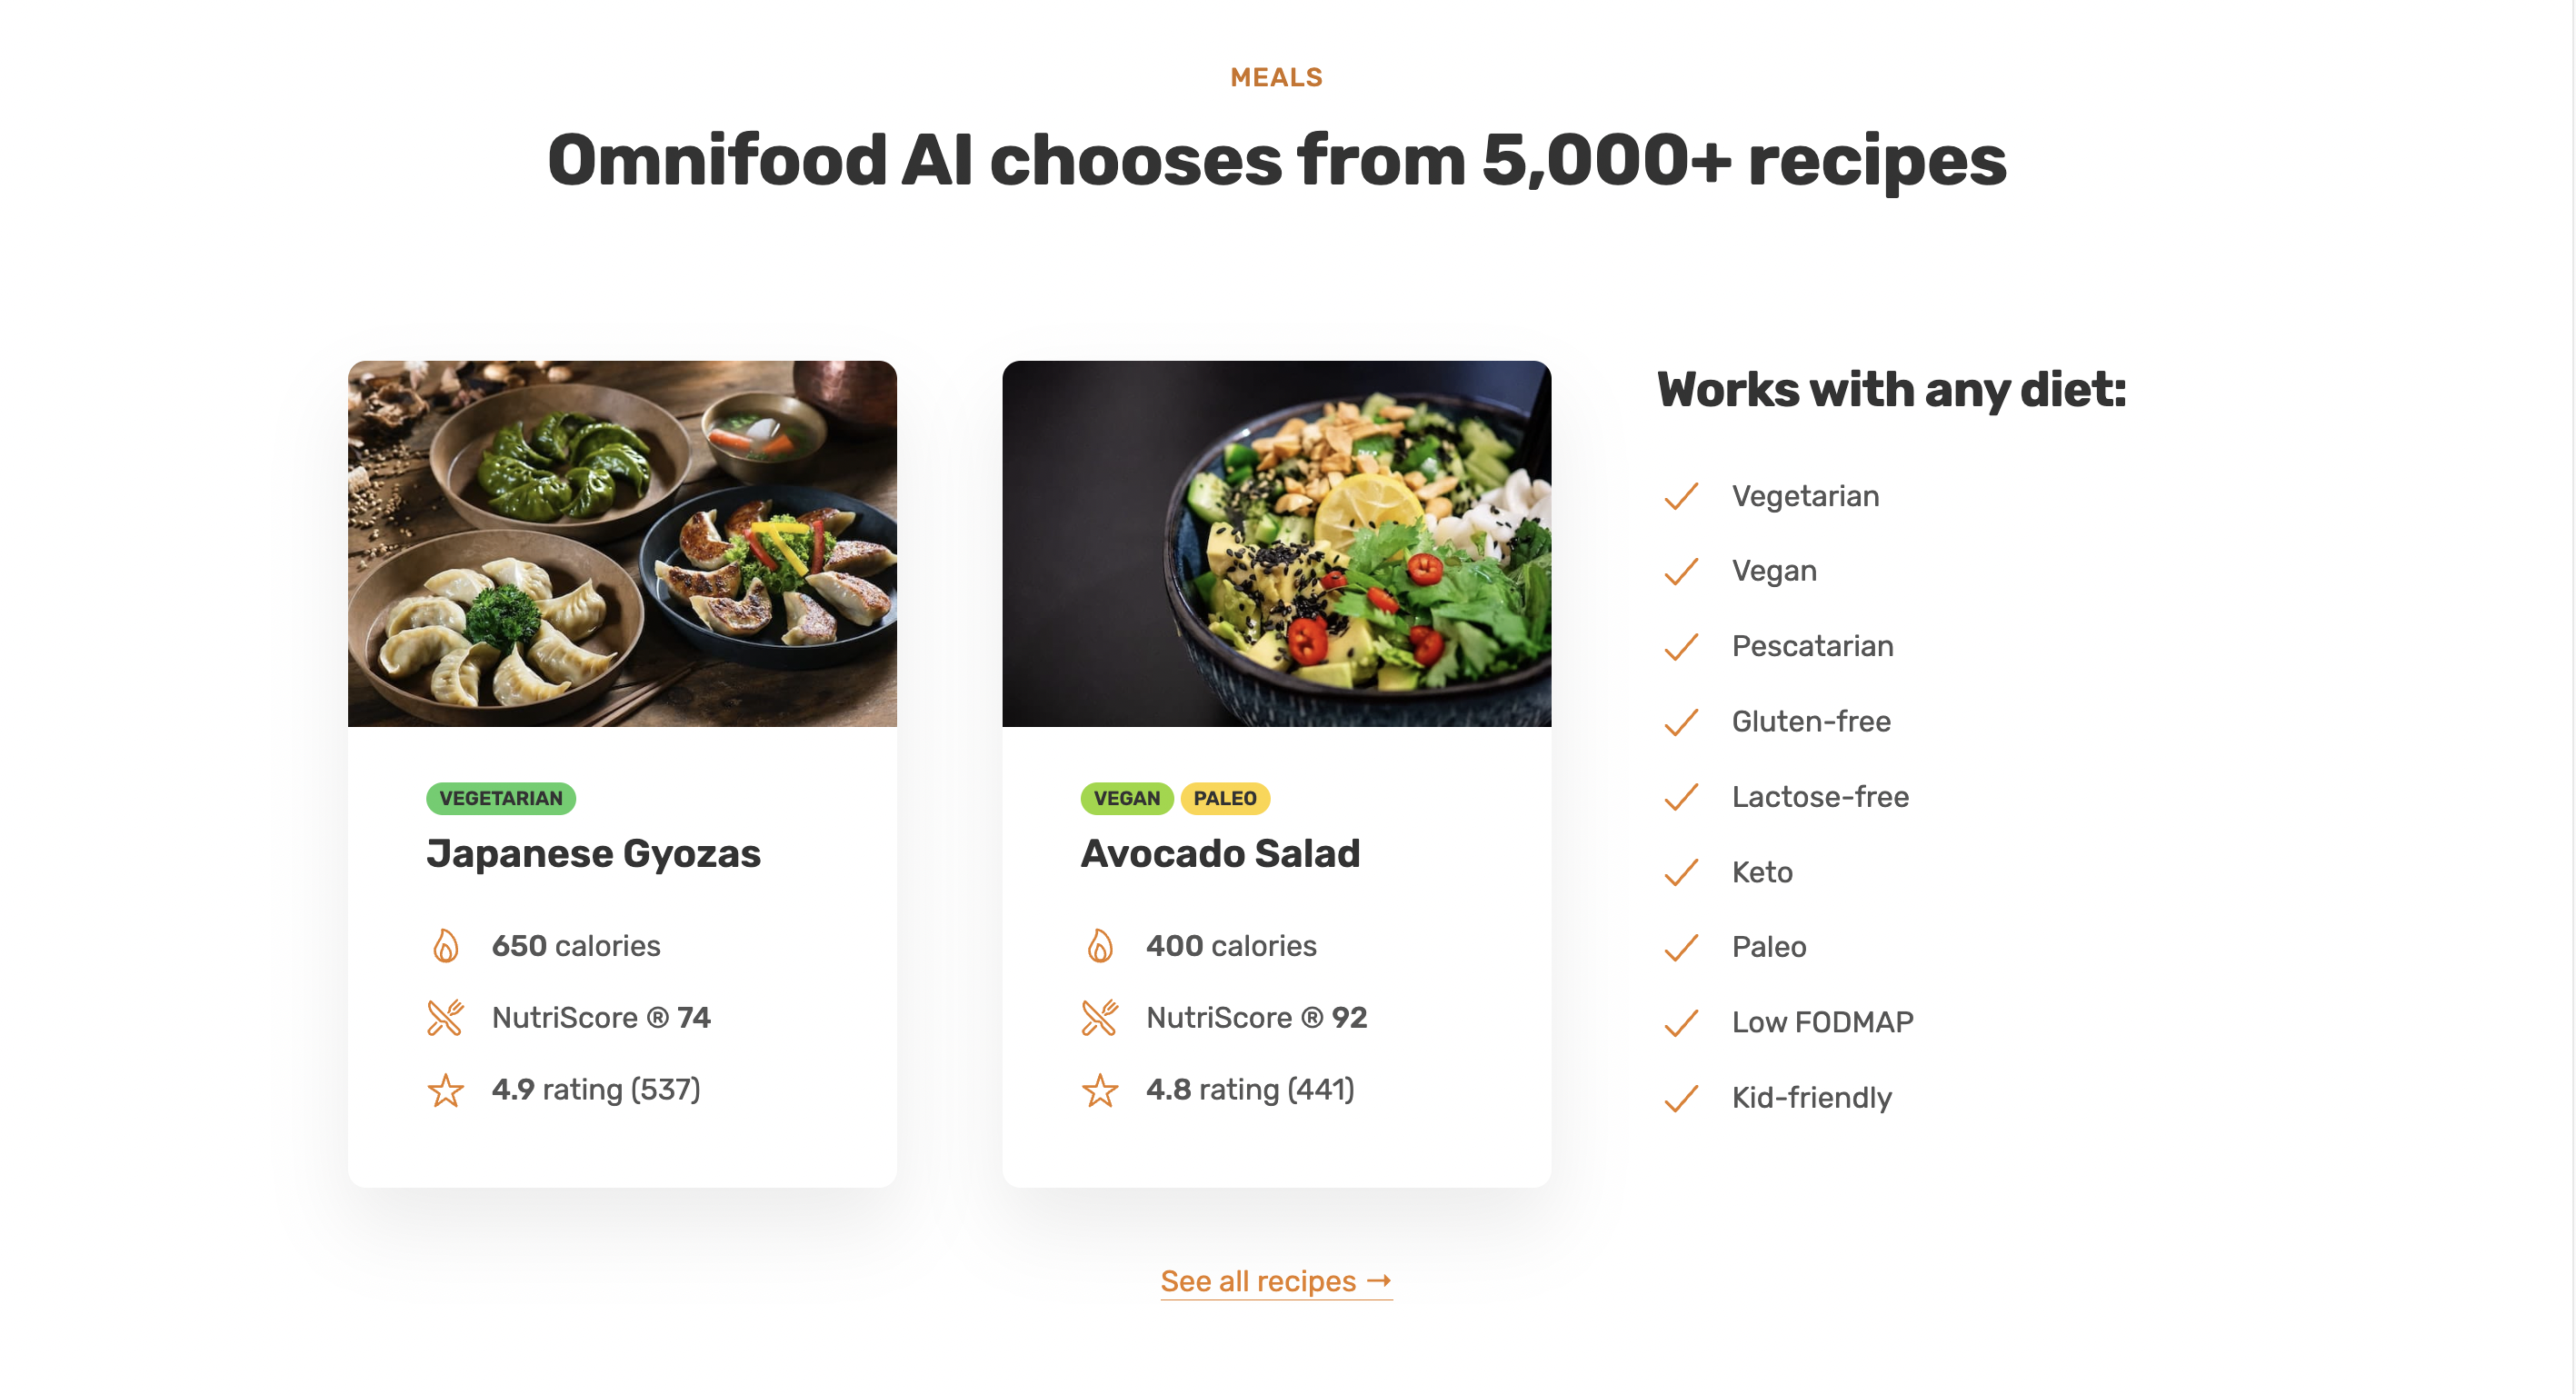 MEALS
Omnifood AI chooses from 5,000+ recipes
VEGETARIAN
Japanese Gyozas
650 calories
NutriScore ® 74
4.9 rating (537)
VEGAN PALEO
Avocado Salad
400 calories
NutriScore ® 92
4.8 rating (441)
Works with any diet:
Vegetarian
Vegan
Pescatarian
Gluten-free
Lactose-free
Keto
Paleo
Low FODMAP
Kid-friendly
See all recipes →